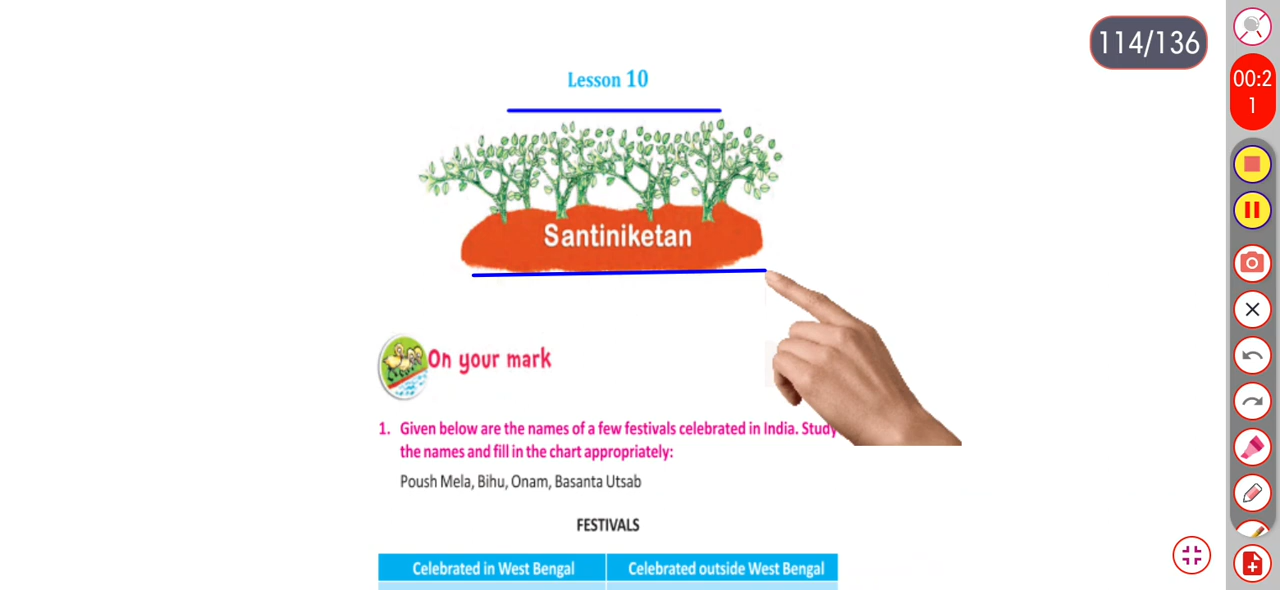 114/136
00:2
1
Lesson 10
Santiniketan
On your mark
1. Given below are the names of a few festivals celebrated in India. Study
the names and fill in the chart appropriately:
Poush Mela, Bihu, Onam, Basanta Utsab
FESTIVALS
Celebrated in West Bengal
Celebrated outside West Bengal